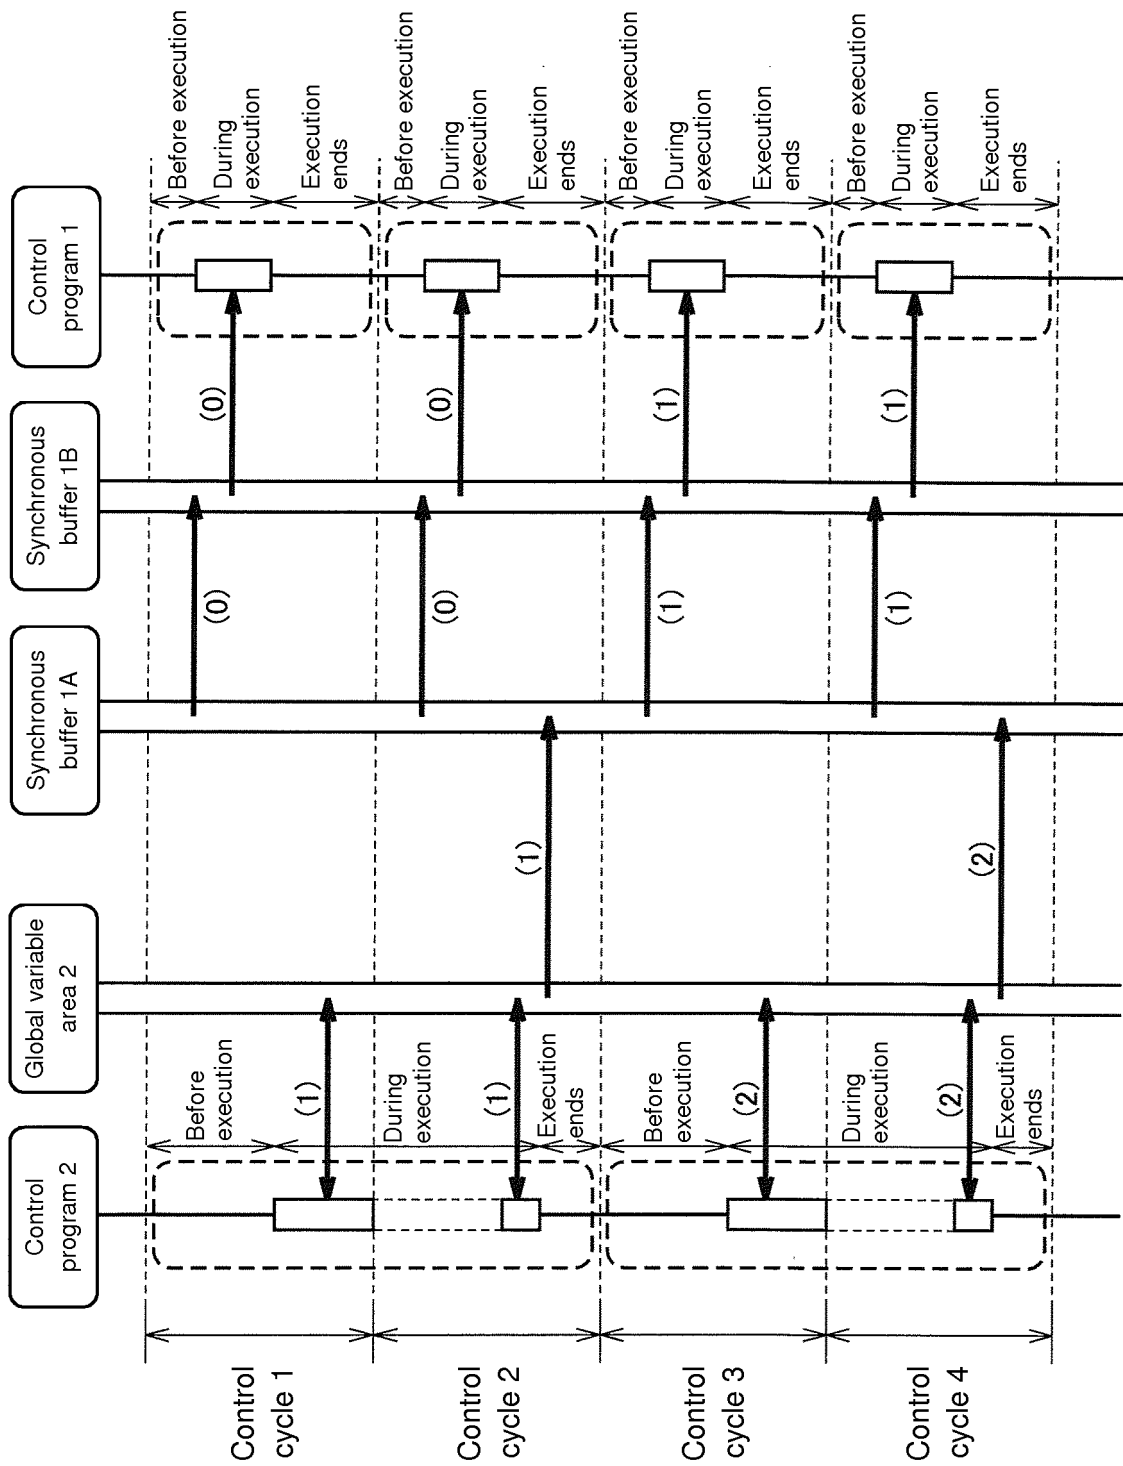 Control
program 2
Global variable
area 2
Synchronous
buffer 1A
Synchronous
buffer 1B
Control
program 1
Control
cycle 1
Before
execution
(1)
(0)
(0)
Before execution
During
execution
Execution
ends
Control
cycle 2
During
execution
(1)
Execution
ends
(1)
(0)
(0)
Before execution
During
execution
Execution
ends
Control
cycle 3
Before
execution
(2)
(1)
(1)
Before execution
During
execution
Execution
ends
Control
cycle 4
During
execution
(2)
Execution
ends
(2)
(1)
(1)
Before execution
During
execution
Execution
ends